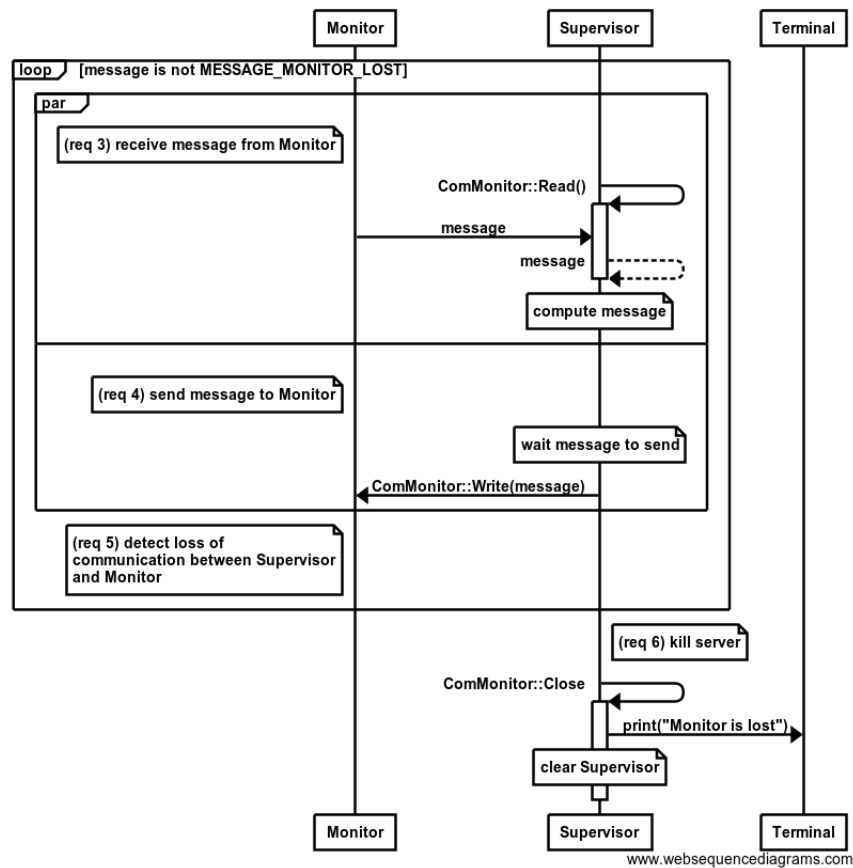 Monitor
Supervisor
Terminal
loop
[message is not MESSAGE_MONITOR_LOST]
par
(req 3) receive message from Monitor
ComMonitor::Read()
message
message
compute message
(req 4) send message to Monitor
wait message to send
ComMonitor::Write(message)
(req 5) detect loss of
communication between Supervisor
and Monitor
(req 6) kill server
ComMonitor::Close
print("Monitor is lost")
clear Supervisor
Monitor
Supervisor
Terminal
www.websequencediagrams.com